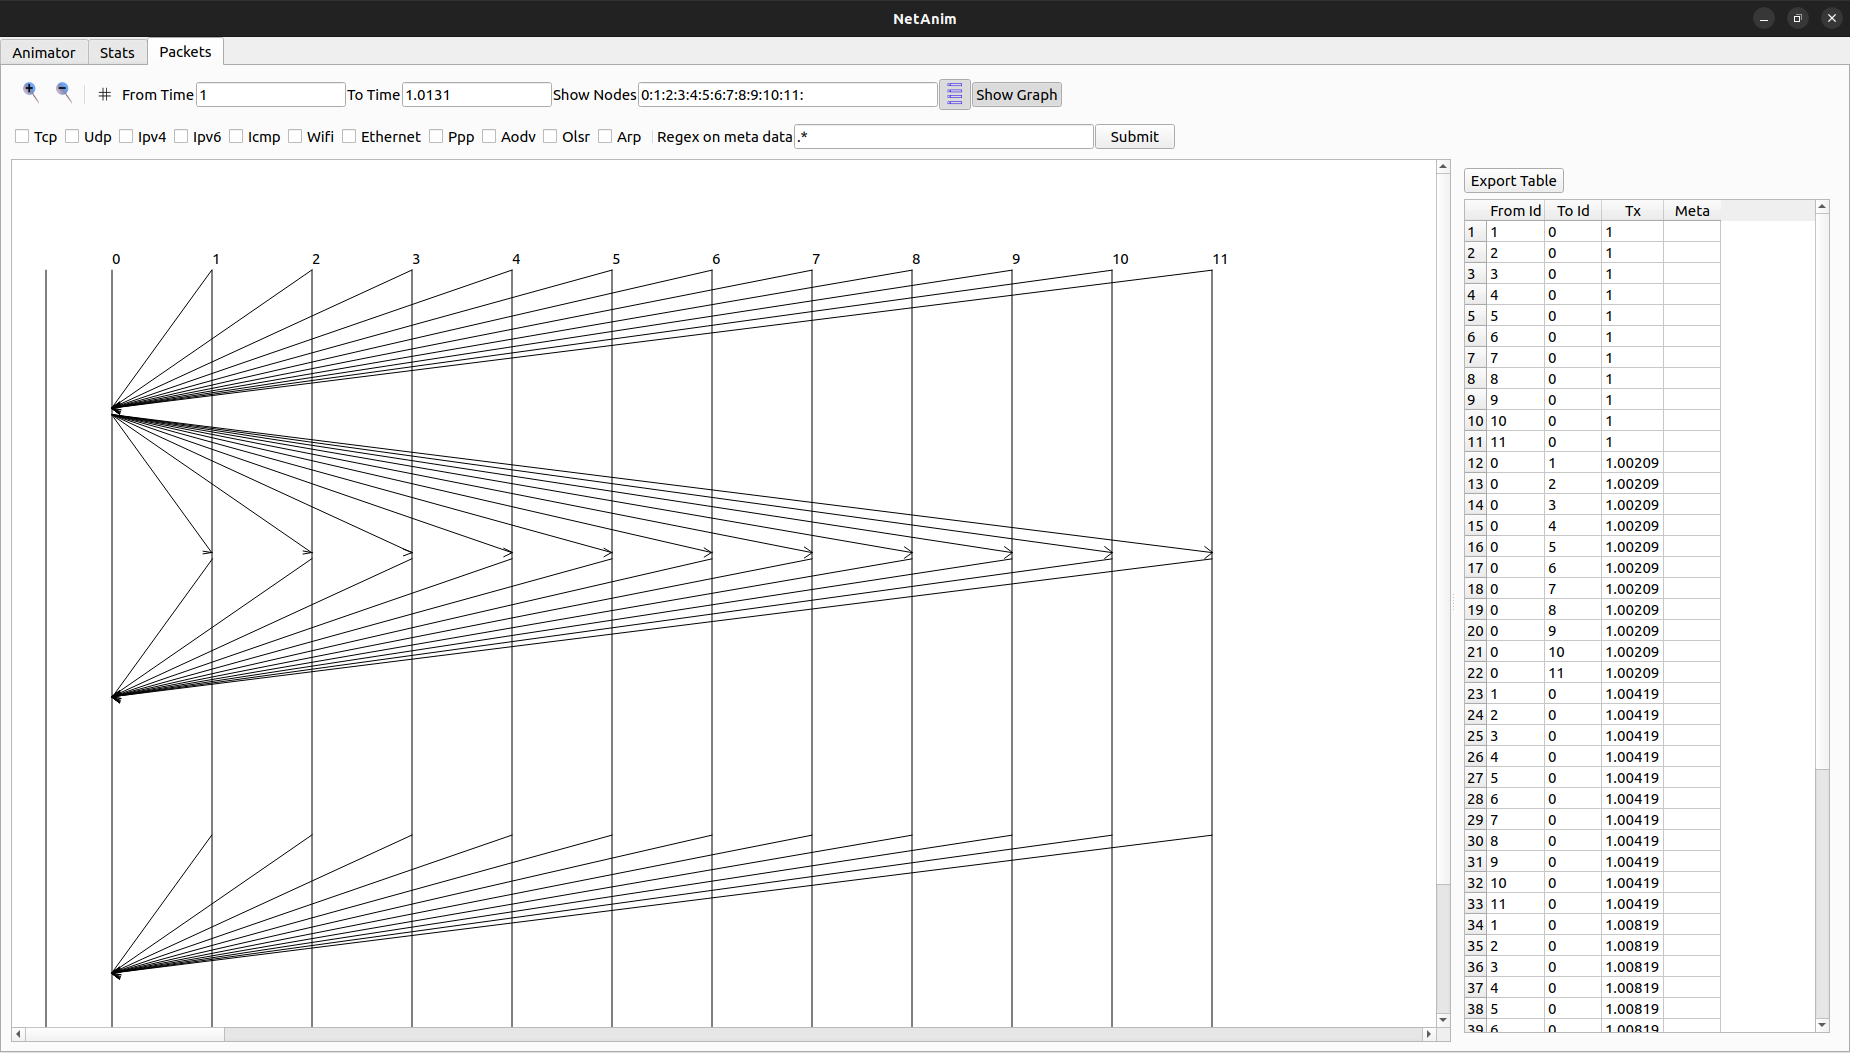 NetAnim
Animator Stats Packets
From Time 1 To Time 1.0131 Show Nodes 0:1:2:3:4:5:6:7:8:9:10:11: Show Graph
Tcp Udp Ipv4 Ipv6 Icmp Wifi Ethernet Ppp Aodv Olsr Arp Regex on meta data .* Submit
0 1 2 3 4 5 6 7 8 9 10 11
Export Table
From Id To Id Tx Meta
1 1 0 1
2 2 0 1
3 3 0 1
4 4 0 1
5 5 0 1
6 6 0 1
7 7 0 1
8 8 0 1
9 9 0 1
10 10 0 1
11 11 0 1
12 0 1 1.00209
13 0 2 1.00209
14 0 3 1.00209
15 0 4 1.00209
16 0 5 1.00209
17 0 6 1.00209
18 0 7 1.00209
19 0 8 1.00209
20 0 9 1.00209
21 0 10 1.00209
22 0 11 1.00209
23 1 0 1.00419
24 2 0 1.00419
25 3 0 1.00419
26 4 0 1.00419
27 5 0 1.00419
28 6 0 1.00419
29 7 0 1.00419
30 8 0 1.00419
31 9 0 1.00419
32 10 0 1.00419
33 11 0 1.00419
34 1 0 1.00819
35 2 0 1.00819
36 3 0 1.00819
37 4 0 1.00819
38 5 0 1.00819
39 6 0 1.00819